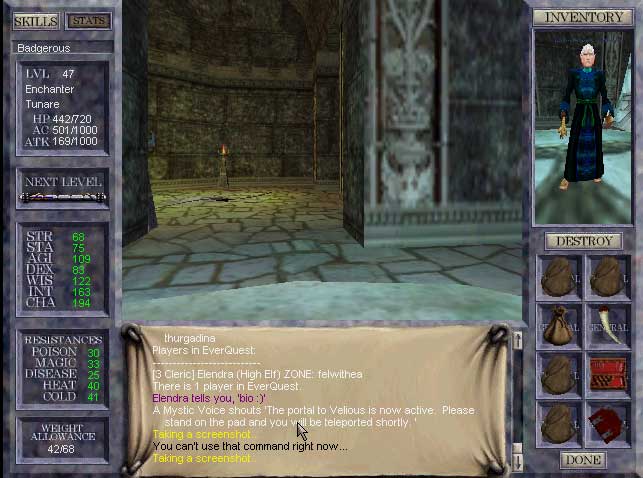 SKILLS STATS
Badgerous
LVL 47
Enchanter
Tunare
HP 442/720
AC 501/1000
ATK 169/1000
NEXT LEVEL
STR 68
STA 75
AGI 109
DEX 83
WIS 122
INT 163
CHA 194
RESISTANCES
POISON 30
MAGIC 33
DISEASE 25
HEAT 40
COLD 41
WEIGHT
ALLOWANCE
42/68
thurgadina
Players in EverQuest:
---------------------------
[3 Cleric] Elendra (High Elf) ZONE: felwithea
There is 1 player in EverQuest.
Elendra tells you, 'bio :)'
A Mystic Voice shouts 'The portal to Velious is now active. Please
stand on the pad and you will be teleported shortly. '
Taking a screenshot...
You can't use that command right now...
Taking a screenshot...
INVENTORY
DESTROY
GENERAL
DONE